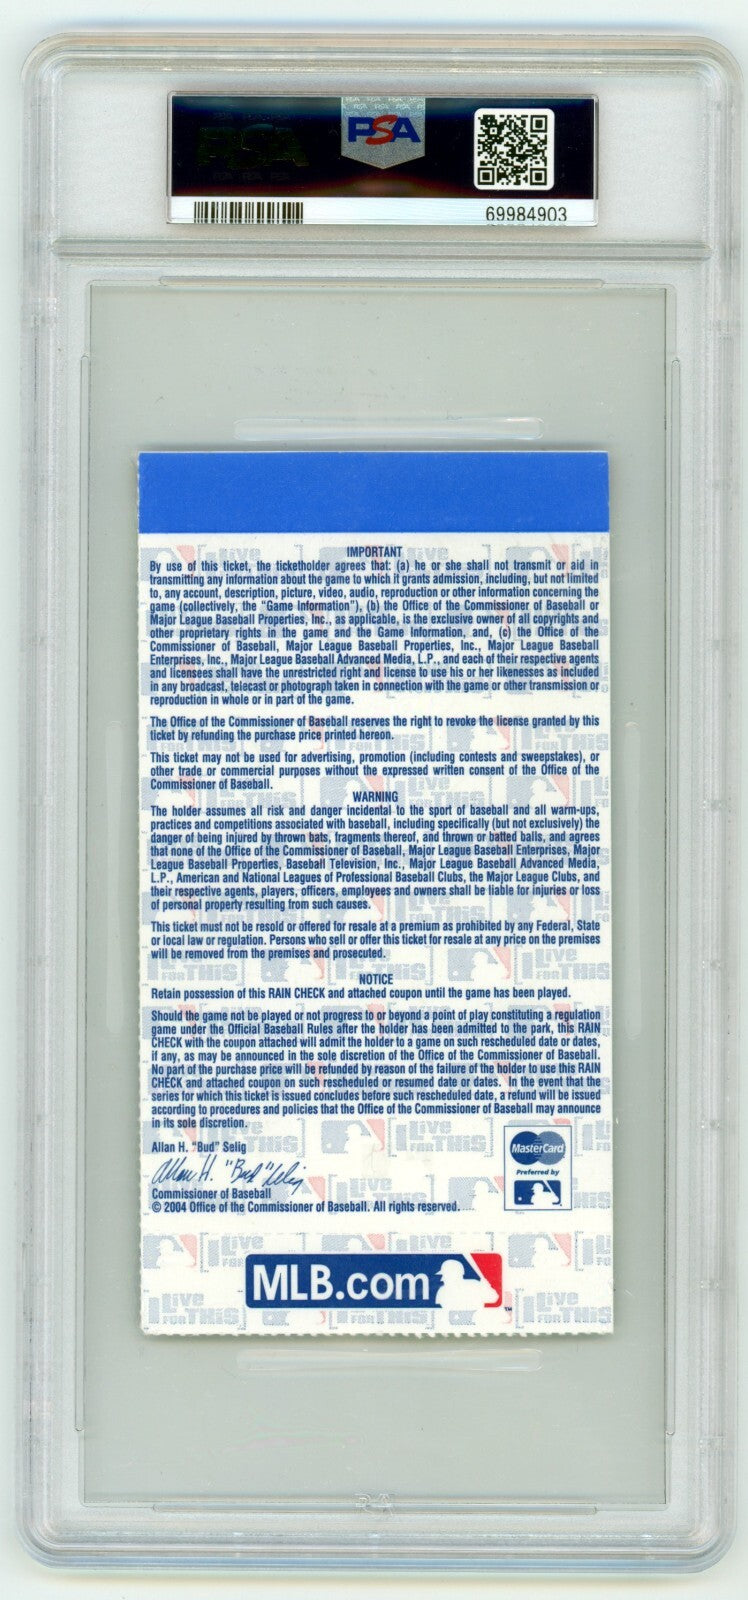 PSA
69984903
IMPORTANT
By use of this ticket, the ticketholder agrees that: (a) he or she shall not transmit or aid in
transmitting any information about the game to which it grants admission, including, but not limited
to, any account, description, picture, video, audio, reproduction or other information concerning the
game (collectively, the "Game Information"), (b) the Office of the Commissioner of Baseball or
Major League Baseball Properties, Inc., as applicable, is the exclusive owner of all copyrights and
other proprietary rights in the game and the Game Information, and, (c) the Office of the
Commissioner of Baseball, Major League Baseball Properties, Inc., Major League Baseball
Enterprises, Inc., Major League Baseball Advanced Media, L.P., and each of their respective agents
and licensees shall have the unrestricted right and license to use his or her likenesses as included
in any broadcast, telecast or photograph taken in connection with the game or other transmission or
reproduction in whole or in part of the game.
The Office of the Commissioner of Baseball reserves the right to revoke the license granted by this
ticket by refunding the purchase price printed hereon.
This ticket may not be used for advertising, promotion (including contests and sweepstakes), or
other trade or commercial purposes without the expressed written consent of the Office of the
Commissioner of Baseball.
WARNING
The holder assumes all risk and danger incidental to the sport of baseball and all warm-ups,
practices and competitions associated with baseball, including specifically (but not exclusively) the
danger of being injured by thrown bats, fragments thereof, and thrown or batted balls, and agrees
that none of the Office of the Commissioner of Baseball, Major League Baseball Enterprises, Major
League Baseball Properties, Baseball Television, Inc., Major League Baseball Advanced Media,
L.P., American and National Leagues of Professional Baseball Clubs, the Major League Clubs, and
their respective agents, players, officers, employees and owners shall be liable for injuries or loss
of personal property resulting from such causes.
This ticket must not be resold or offered for resale at a premium as prohibited by any Federal, State
or local law or regulation. Persons who sell or offer this ticket for resale at any price on the premises
will be removed from the premises and prosecuted.
NOTICE
Retain possession of this RAIN CHECK and attached coupon until the game has been played.
Should the game not be played or not progress to or beyond a point of play constituting a regulation
game under the Official Baseball Rules after the holder has been admitted to the park, this RAIN
CHECK with the coupon attached will admit the holder to a game on such rescheduled date or dates,
if any, as may be announced in the sole discretion of the Office of the Commissioner of Baseball.
No part of the purchase price will be refunded by reason of the failure of the holder to use this RAIN
CHECK and attached coupon on such rescheduled or resumed date or dates. In the event that the
series for which this ticket is issued concludes before such rescheduled date, a refund will be issued
according to procedures and policies that the Office of the Commissioner of Baseball may announce
in its sole discretion.
Allan H. "Bud" Selig
Allan H. "Bud" Selig
Commissioner of Baseball
© 2004 Office of the Commissioner of Baseball. All rights reserved.
MasterCard
Preferred by
MLB.com